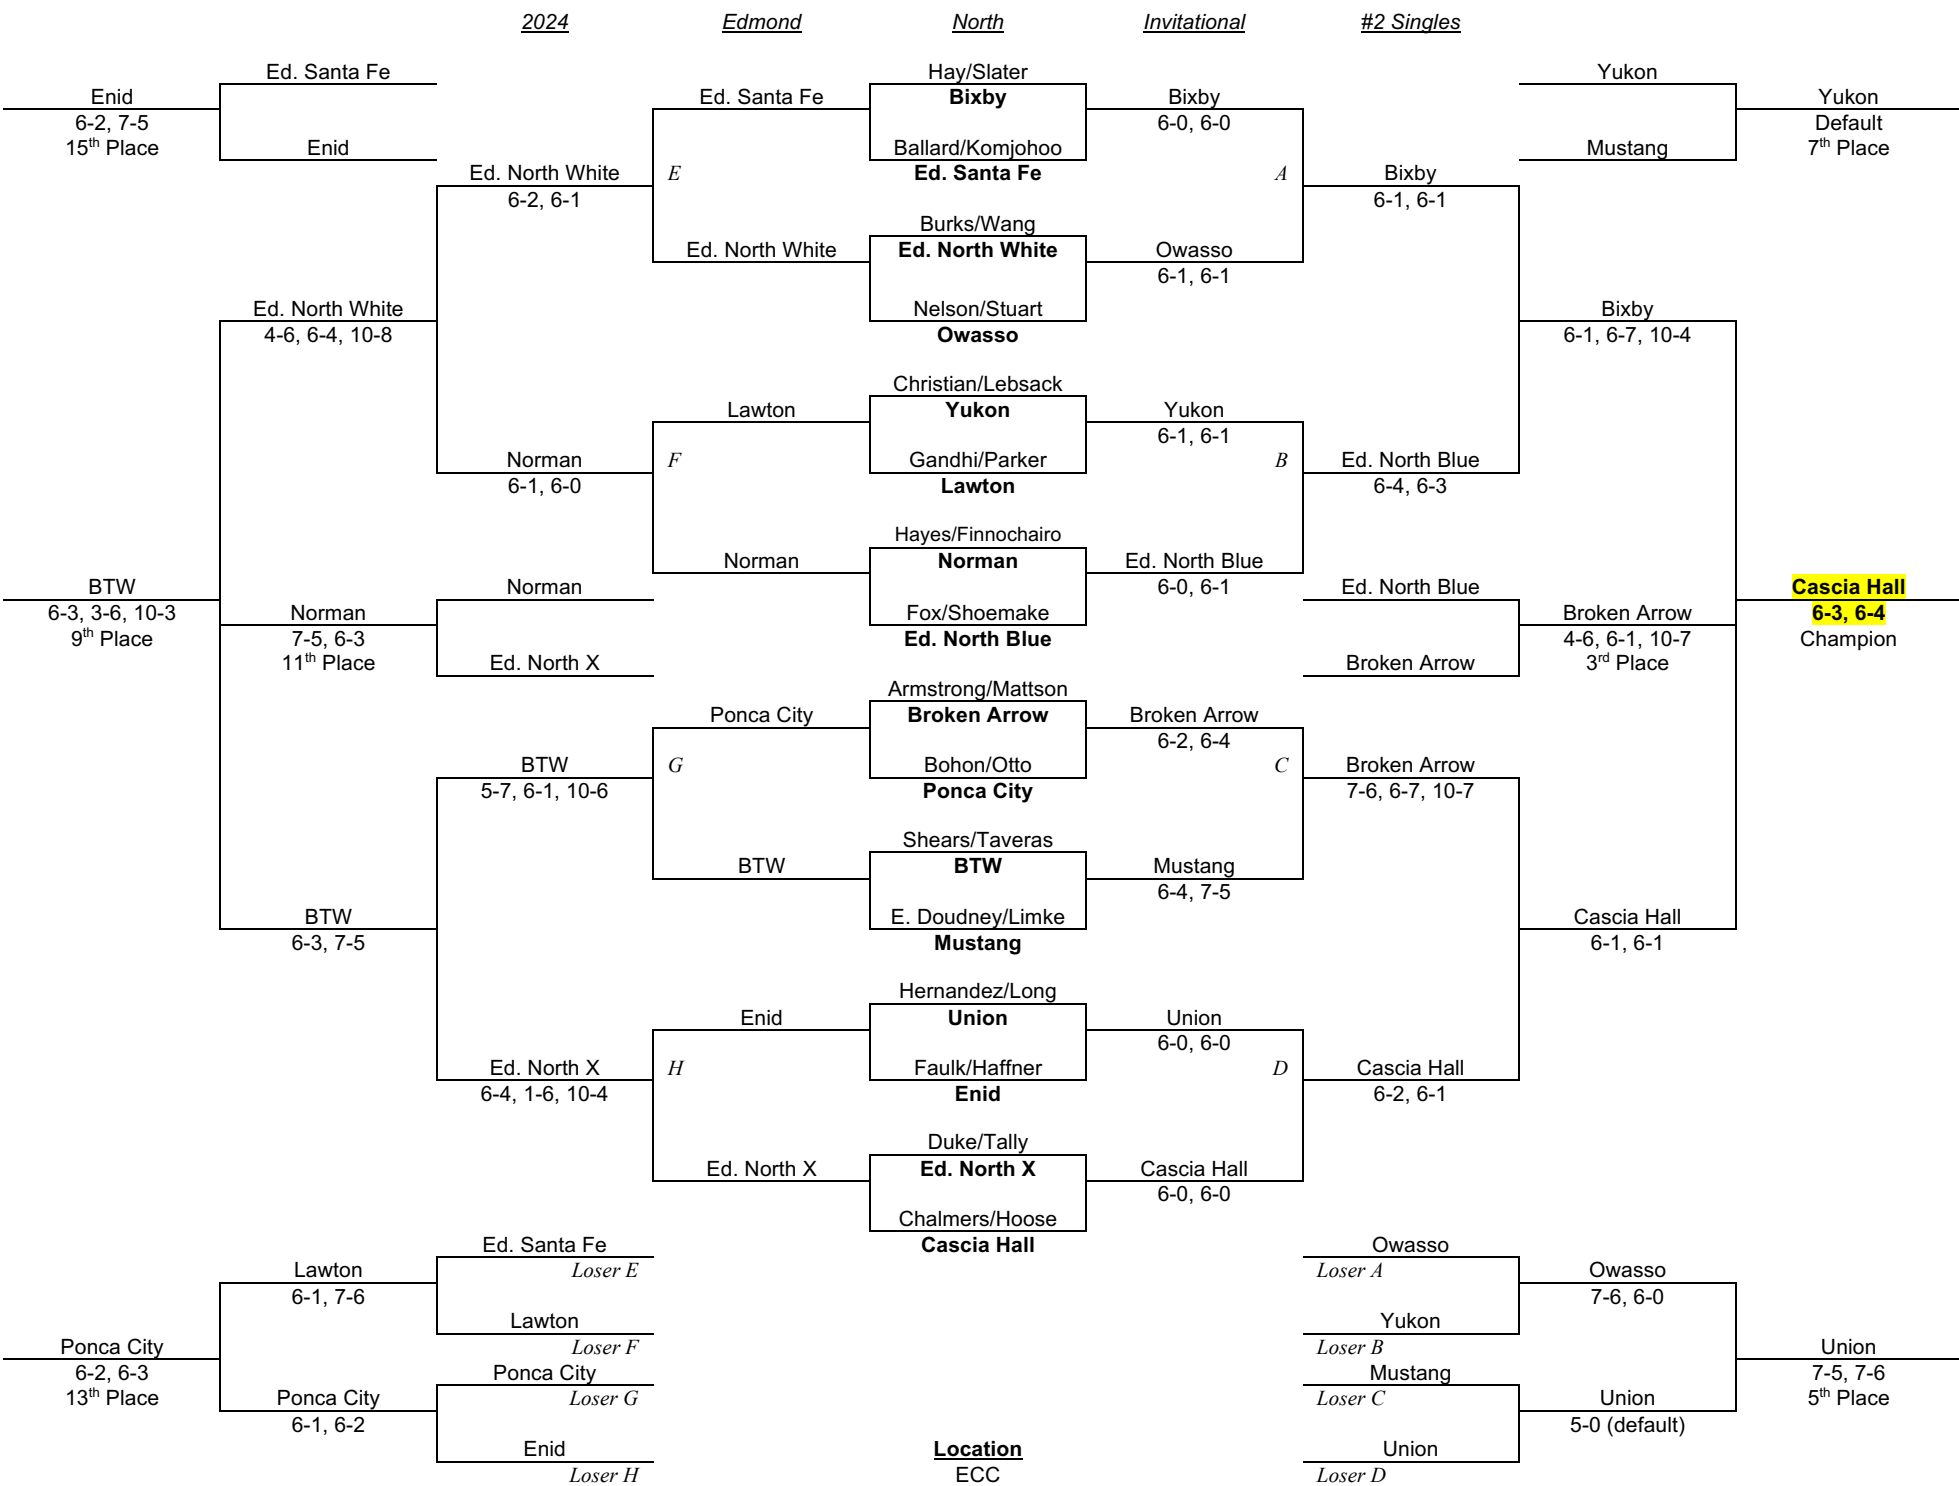 2024 Edmond North Invitational #2 Singles
Ed. Santa Fe
Enid
6-2, 7-5
15th Place
Enid
Ed. North White
6-2, 6-1
Ed. North White
4-6, 6-4, 10-8
Norman
6-1, 6-0
BTW
6-3, 3-6, 10-3
9th Place
Norman
7-5, 6-3
11th Place
Norman
Ed. North X
BTW
5-7, 6-1, 10-6
BTW
6-3, 7-5
Ed. North X
6-4, 1-6, 10-4
Ed. Santa Fe
E
Ed. North White
Lawton
F
Norman
Ponca City
G
BTW
Enid
H
Ed. North X
Hay/Slater
Bixby
Ballard/Komjohoo
Ed. Santa Fe
Burks/Wang
Ed. North White
Nelson/Stuart
Owasso
Christian/Lebsack
Yukon
Gandhi/Parker
Lawton
Hayes/Finnochairo
Norman
Fox/Shoemake
Ed. North Blue
Armstrong/Mattson
Broken Arrow
Bohon/Otto
Ponca City
Shears/Taveras
BTW
E. Doudney/Limke
Mustang
Hernandez/Long
Union
Faulk/Haffner
Enid
Duke/Tally
Ed. North X
Chalmers/Hoose
Cascia Hall
Bixby
6-0, 6-0
A
Owasso
6-1, 6-1
Yukon
6-1, 6-1
B
Ed. North Blue
6-0, 6-1
Broken Arrow
6-2, 6-4
C
Mustang
6-4, 7-5
Union
6-0, 6-0
D
Cascia Hall
6-0, 6-0
Bixby
6-1, 6-1
Ed. North Blue
6-4, 6-3
Ed. North Blue
Broken Arrow
Broken Arrow
7-6, 6-7, 10-7
Cascia Hall
6-2, 6-1
Yukon
Mustang
Yukon
Default
7th Place
Bixby
6-1, 6-7, 10-4
Broken Arrow
4-6, 6-1, 10-7
3rd Place
Cascia Hall
6-1, 6-1
Cascia Hall
6-3, 6-4
Champion
Ed. Santa Fe
Loser E
Lawton
6-1, 7-6
Lawton
Loser F
Ponca City
6-2, 6-3
13th Place
Ponca City
Loser G
Ponca City
6-1, 6-2
Enid
Loser H
Location
ECC
Owasso
Loser A
Owasso
7-6, 6-0
Yukon
Loser B
Mustang
Loser C
Union
5-0 (default)
Union
Loser D
Union
7-5, 7-6
5th Place